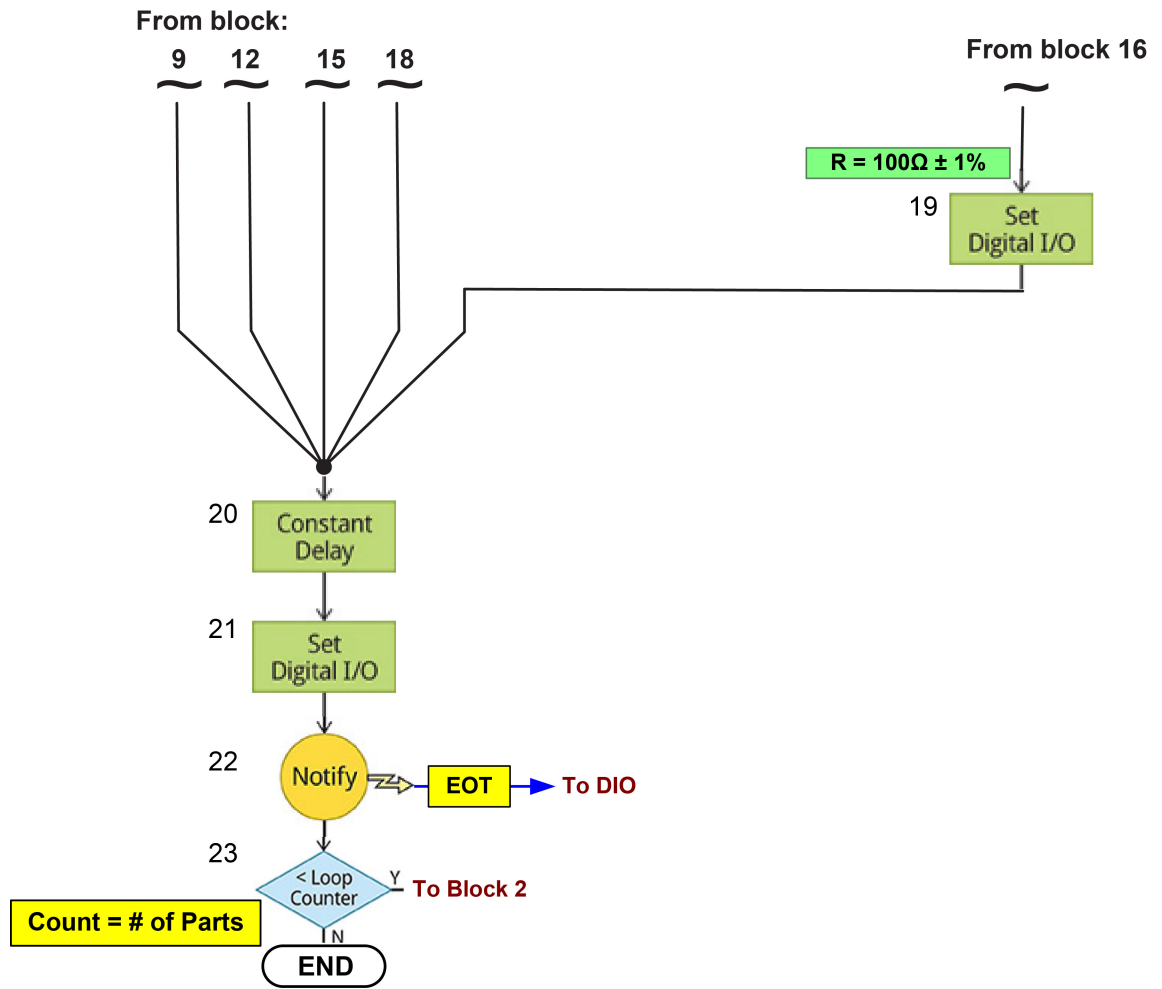 From block:
9 12 15 18
From block 16
R = 100Ω ± 1%
19
Set
Digital I/O
20
Constant
Delay
21
Set
Digital I/O
22
Notify
EOT
To DIO
23
< Loop
Counter
Y
To Block 2
Count = # of Parts
N
END